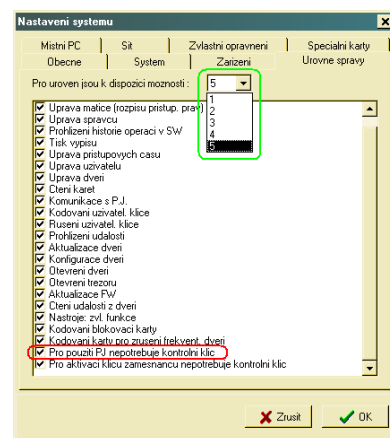 Nastaveni systemu
Mistni PC Sit Zvlastni opravneni Specialni karty
Obecne System Zarizeni Urovne spravy
Pro uroven jsou k dispozici moznosti : 5
1
2
3
4
5
Uprava matice (rozpisu pristup. prav)
Uprava spravcu
Prohlizeni historie operaci v SW
Tisk vypisu
Uprava pristupovych casu
Uprava uzivatelu
Uprava dveri
Cteni karet
Komunikace s P.J.
Kodovani uzivatel. klice
Ruseni uzivatel. klice
Prohlizeni udalosti
Aktualizace dveri
Konfigurace dveri
Otevreni dveri
Otevreni trezoru
Aktualizace FW
Cteni udalosti z dveri
Nastroje: zvl. funkce
Kodovani blokovaci karty
Kodovani karty pro zruseni frekvent. dveri
Pro pouziti PJ nepotrebuje kontrolni klic
Pro aktivaci klicu zamesnancu nepotrebuje kontrolni klic
Zrusit OK